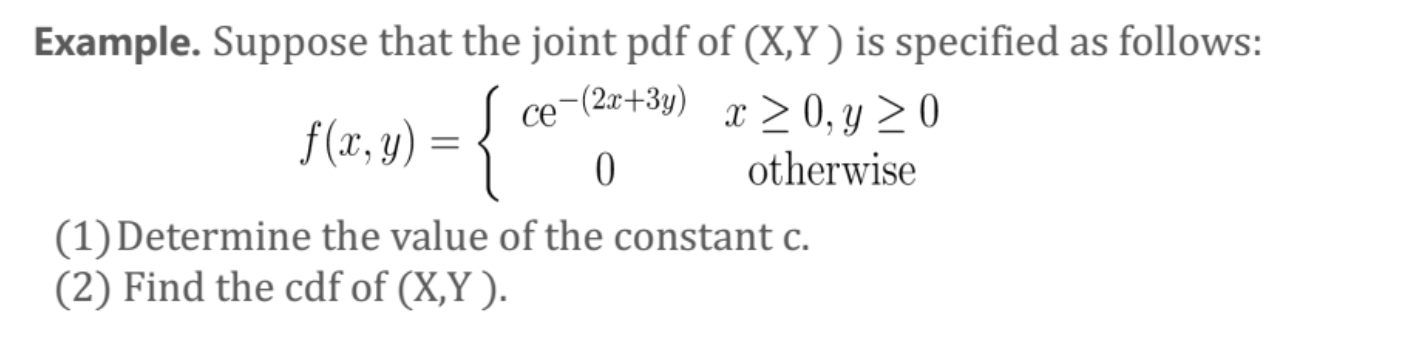 Example. Suppose that the joint pdf of (X,Y ) is specified as follows:
f(x, y) = { ce^{-(2x+3y)} x ≥ 0, y ≥ 0
0 otherwise
(1) Determine the value of the constant c.
(2) Find the cdf of (X,Y ).